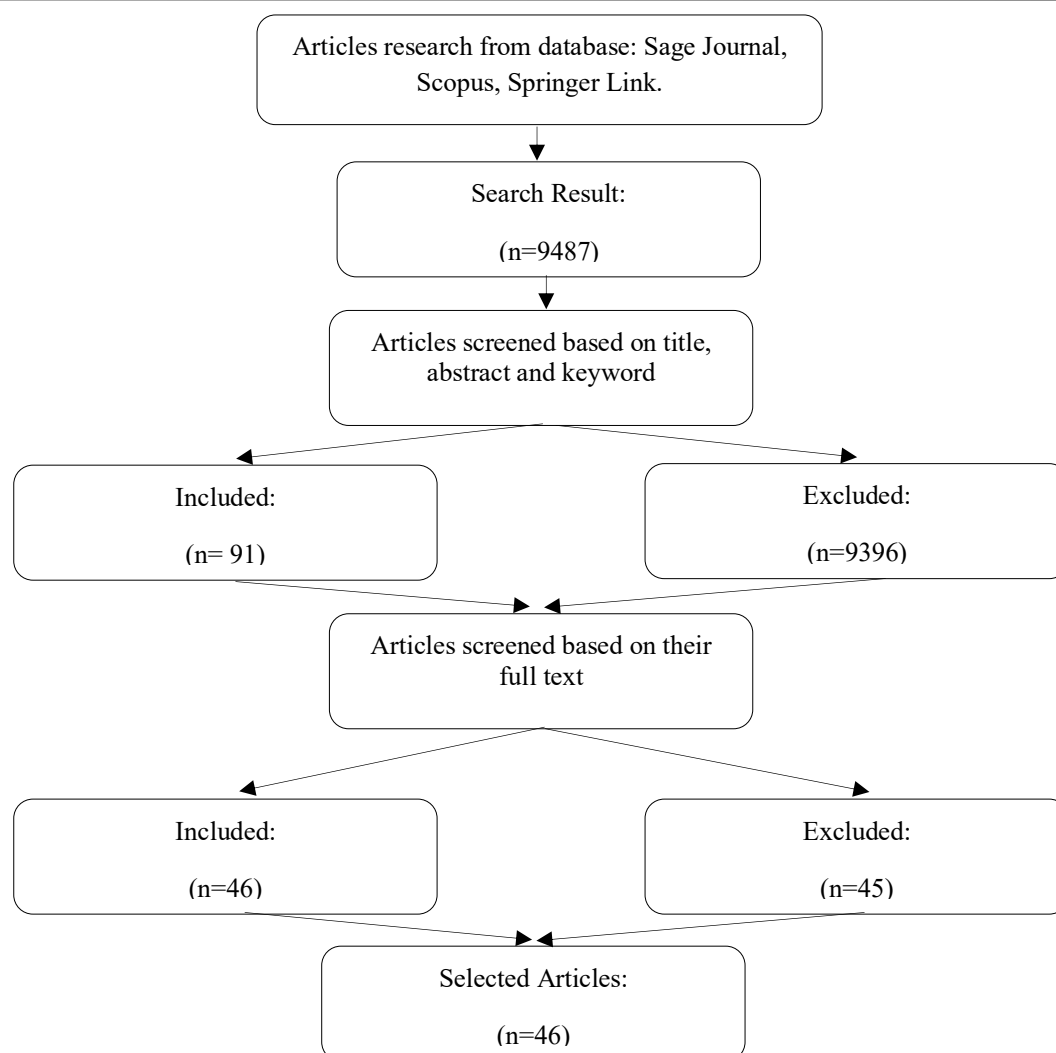 Articles research from database: Sage Journal,
Scopus, Springer Link.
Search Result:
(n=9487)
Articles screened based on title,
abstract and keyword
Included:
(n= 91)
Excluded:
(n=9396)
Articles screened based on their
full text
Included:
(n=46)
Excluded:
(n=45)
Selected Articles:
(n=46)